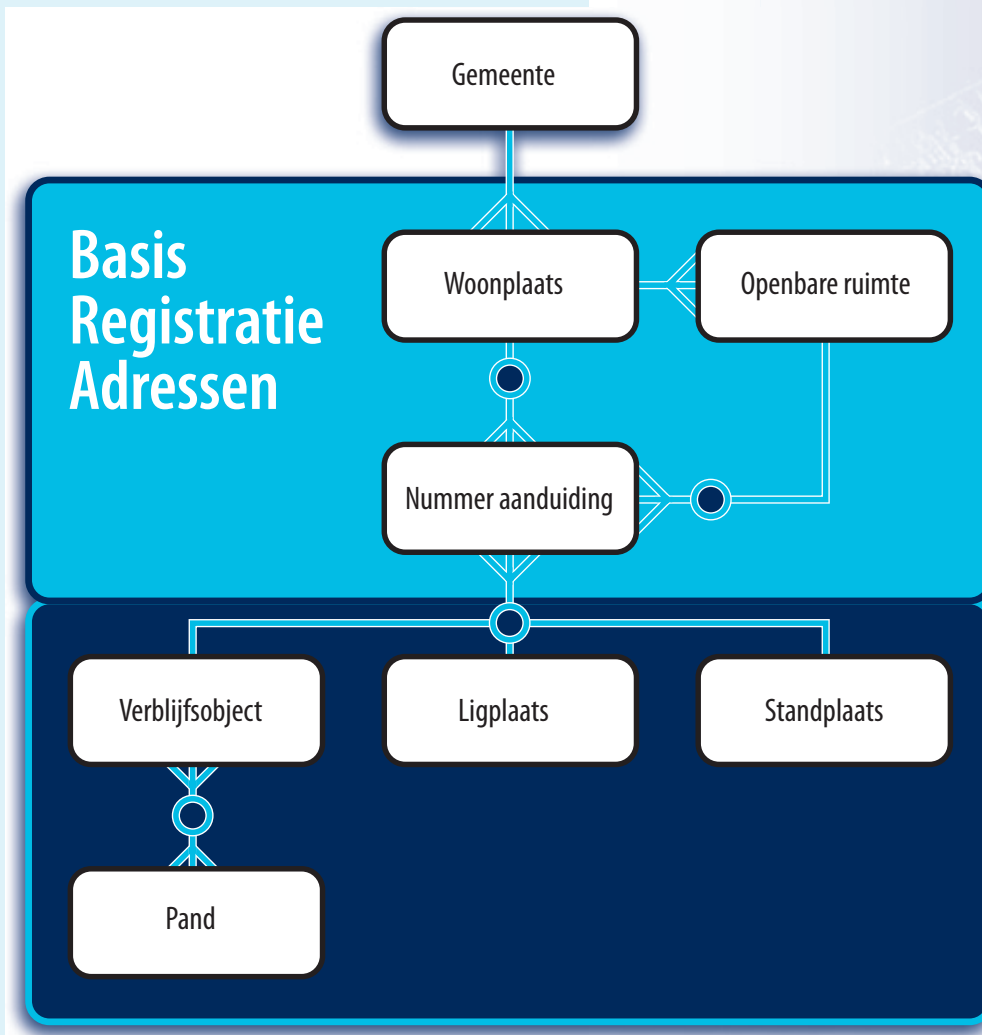 Gemeente
Basis
Registratie
Adressen
Woonplaats
Openbare ruimte
Nummer aanduiding
Verblijfsobject
Ligplaats
Standplaats
Pand